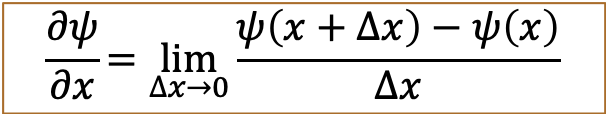 ∂ψ/∂x = lim_{Δx→0} (ψ(x + Δx) − ψ(x))/Δx